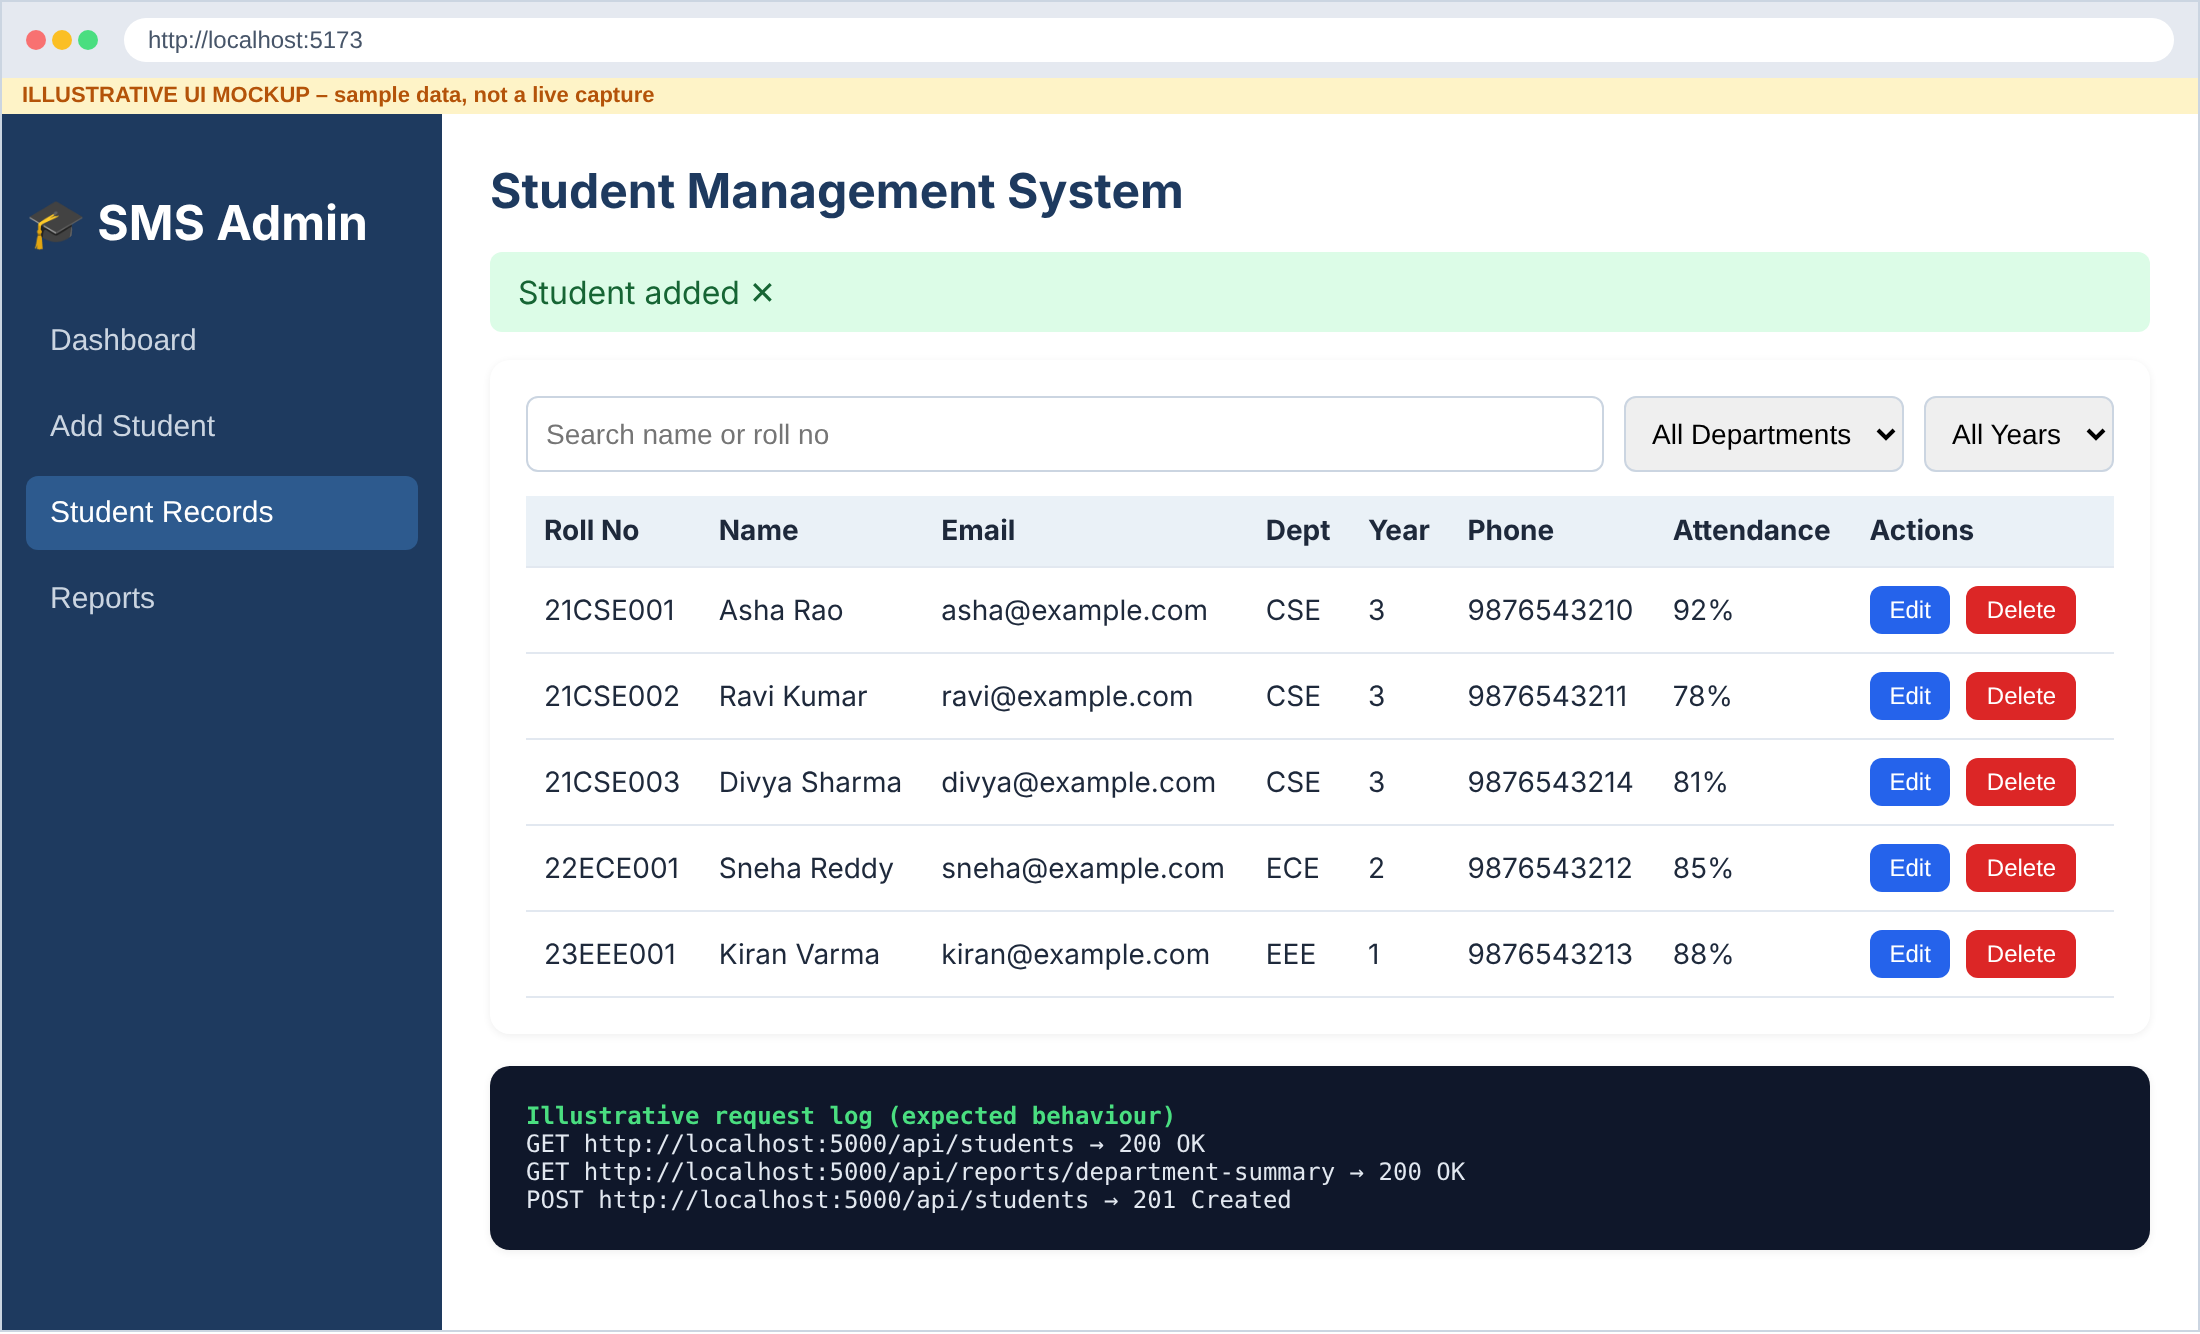 http://localhost:5173
ILLUSTRATIVE UI MOCKUP – sample data, not a live capture
🎓 SMS Admin
Dashboard
Add Student
Student Records
Reports
Student Management System
Student added ✕
Search name or roll no
All Departments
All Years
Roll No Name Email Dept Year Phone Attendance Actions
21CSE001 Asha Rao asha@example.com CSE 3 9876543210 92% Edit Delete
21CSE002 Ravi Kumar ravi@example.com CSE 3 9876543211 78% Edit Delete
21CSE003 Divya Sharma divya@example.com CSE 3 9876543214 81% Edit Delete
22ECE001 Sneha Reddy sneha@example.com ECE 2 9876543212 85% Edit Delete
23EEE001 Kiran Varma kiran@example.com EEE 1 9876543213 88% Edit Delete
Illustrative request log (expected behaviour)
GET http://localhost:5000/api/students → 200 OK
GET http://localhost:5000/api/reports/department-summary → 200 OK
POST http://localhost:5000/api/students → 201 Created